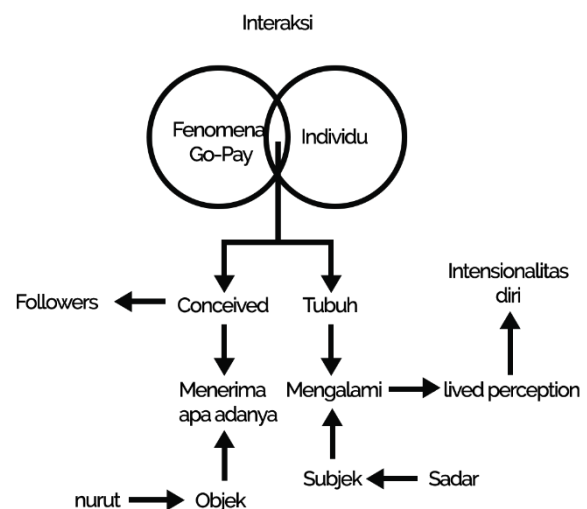 Interaksi
Fenomena
Go-Pay
Individu
Intensionalitas
diri
Followers
Conceived
Tubuh
Menerima
apa adanya
Mengalami
lived perception
Subjek
Sadar
nurut
Objek